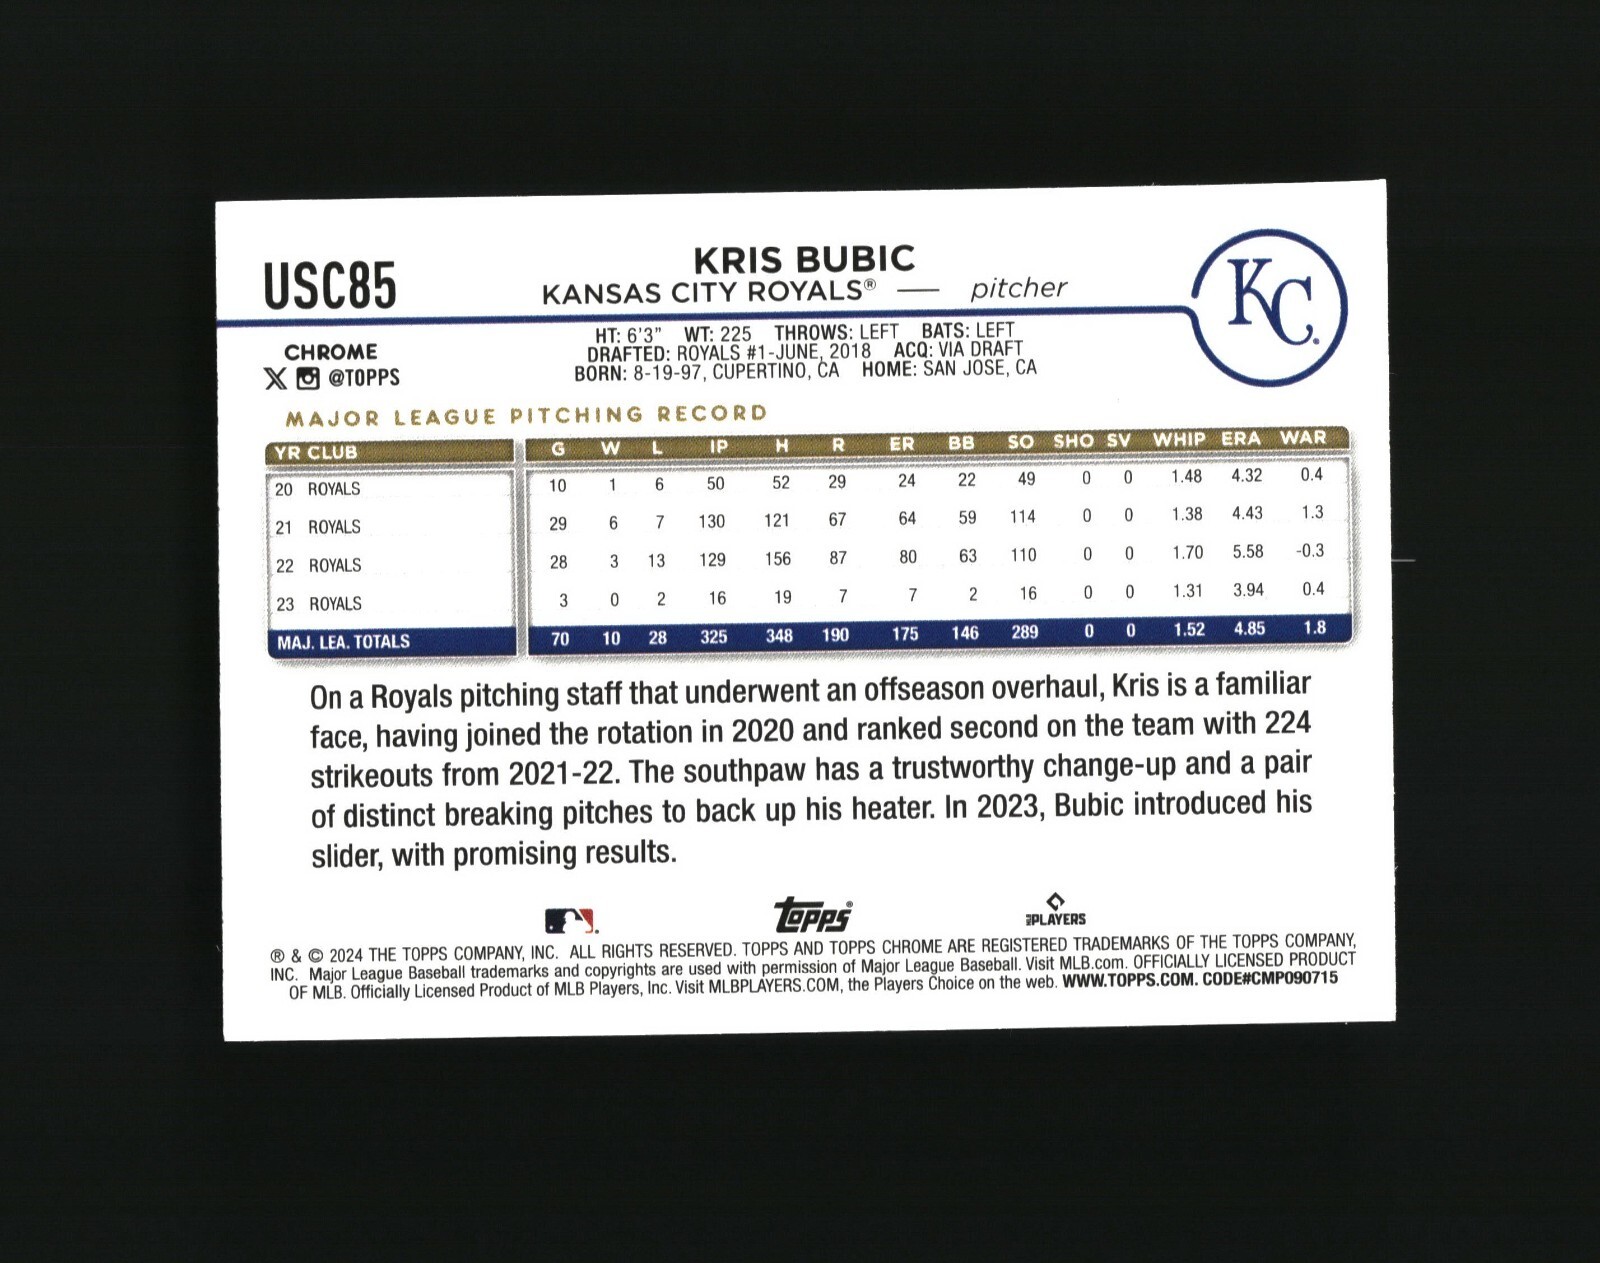 USC85
KRIS BUBIC
KANSAS CITY ROYALS® — pitcher
KC
CHROME
@TOPPS
HT: 6'3" WT: 225 THROWS: LEFT BATS: LEFT
DRAFTED: ROYALS #1-JUNE, 2018 ACQ: VIA DRAFT
BORN: 8-19-97, CUPERTINO, CA HOME: SAN JOSE, CA
MAJOR LEAGUE PITCHING RECORD
YR CLUB G W L IP H R ER BB SO SHO SV WHIP ERA WAR
20 ROYALS 10 1 6 50 52 29 24 22 49 0 0 1.48 4.32 0.4
21 ROYALS 29 6 7 130 121 67 64 59 114 0 0 1.38 4.43 1.3
22 ROYALS 28 3 13 129 156 87 80 63 110 0 0 1.70 5.58 -0.3
23 ROYALS 3 0 2 16 19 7 7 2 16 0 0 1.31 3.94 0.4
MAJ. LEA. TOTALS 70 10 28 325 348 190 175 146 289 0 0 1.52 4.85 1.8
On a Royals pitching staff that underwent an offseason overhaul, Kris is a familiar
face, having joined the rotation in 2020 and ranked second on the team with 224
strikeouts from 2021-22. The southpaw has a trustworthy change-up and a pair
of distinct breaking pitches to back up his heater. In 2023, Bubic introduced his
slider, with promising results.
Topps®
MLB PLAYERS
® & © 2024 THE TOPPS COMPANY, INC. ALL RIGHTS RESERVED. TOPPS AND TOPPS CHROME ARE REGISTERED TRADEMARKS OF THE TOPPS COMPANY,
INC. Major League Baseball trademarks and copyrights are used with permission of Major League Baseball. Visit MLB.com. OFFICIALLY LICENSED PRODUCT
OF MLB. Officially Licensed Product of MLB Players, Inc. Visit MLBPLAYERS.COM, the Players Choice on the web. WWW.TOPPS.COM. CODE#CMP090715